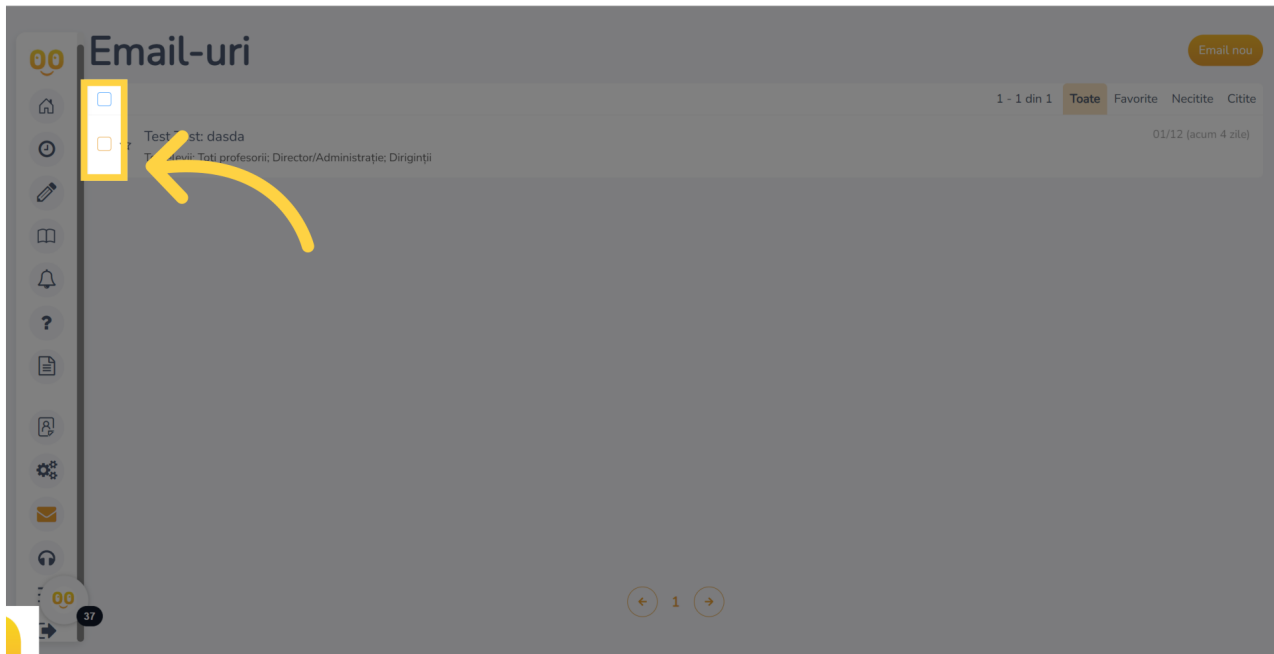 Email-uri
Email nou
1 - 1 din 1 Toate Favorite Necitite Citite
Test dasda
01/12 (acum 4 zile)
Toți profesorii; Director/Administrație; Diriginții
?
1
37